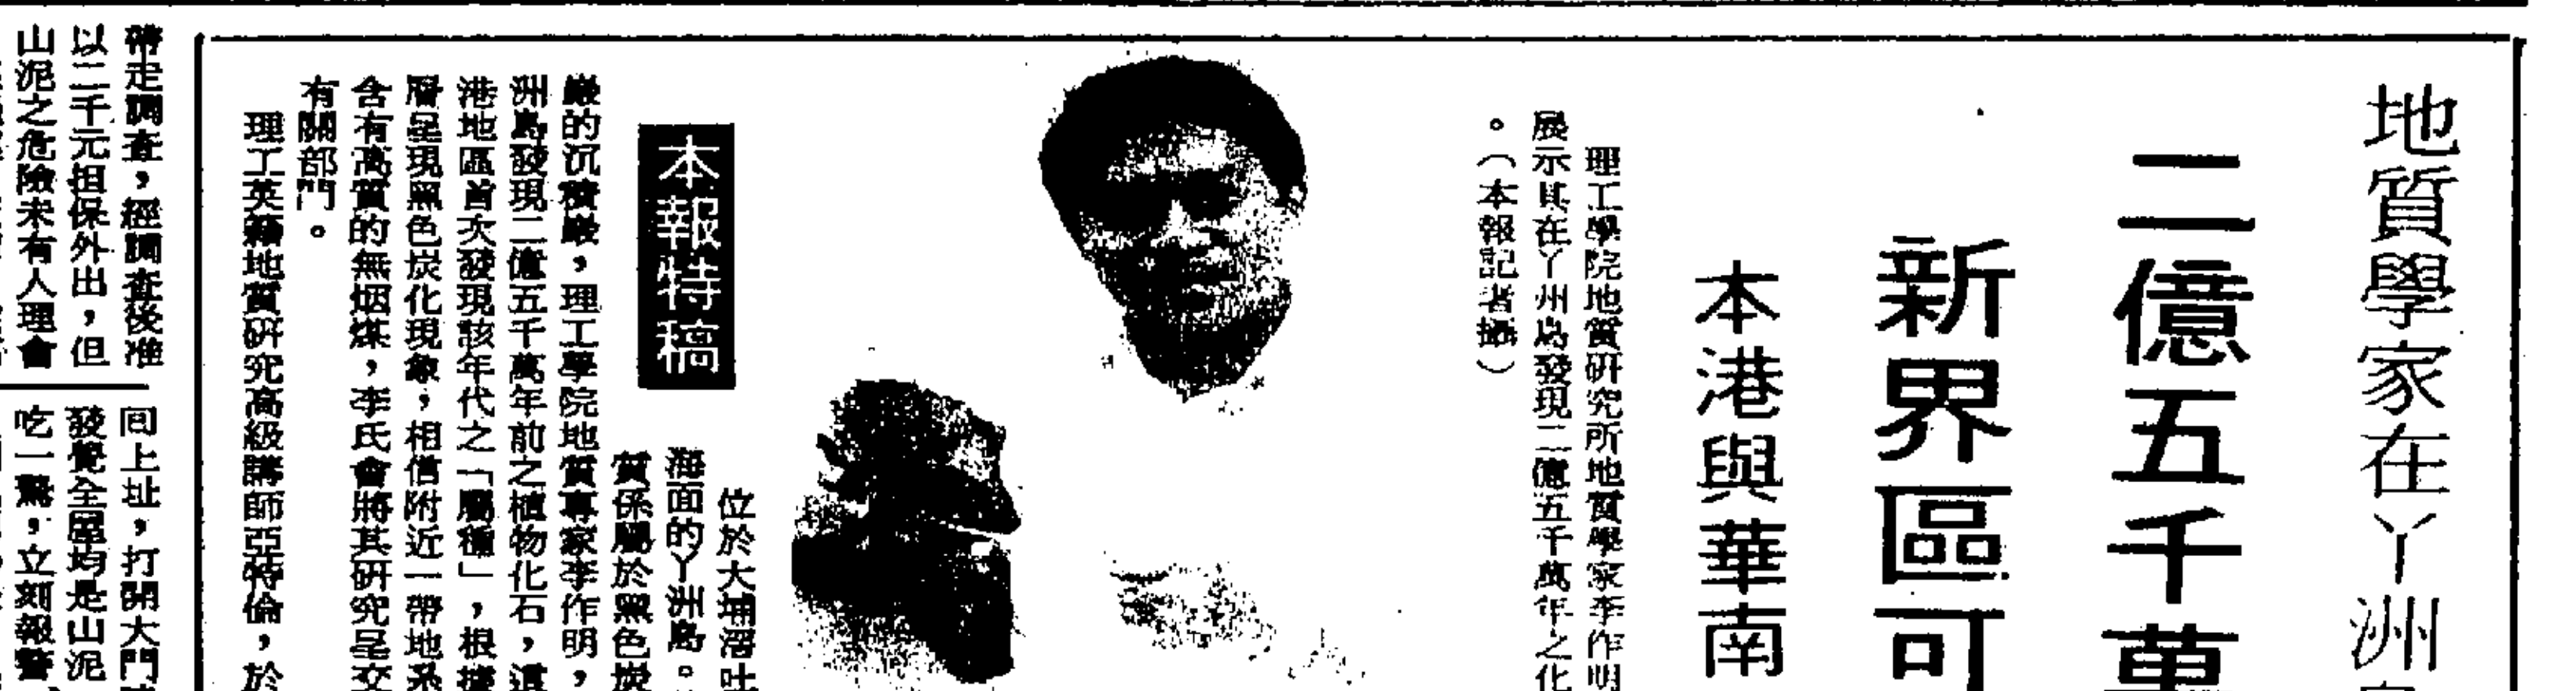 地質學家在丫洲
二億五千萬
新界區可
本港與華南
理工學院地質研究所地質學家李作明
展示其在丫州島發現二億五千萬年之化
。（本報記者攝）
本報特稿
位於大埔滘吐
海面的丫洲島。
質係屬於黑色炭
巖的沉積巖，理工學院地質專家李作明，
洲島發現二億五千萬年前之植物化石，這
港地區首次發現該年代之「屬種」，根據
層呈現黑色炭化現象，相信附近一帶地系
含有高質的無烟煤，李氏會將其研究呈交
有關部門。
理工英籍地質研究高級講師亞特倫，於
帶走調査，經調査後准
以二千元担保外出，但
山泥之危險未有人理會
间上址，打開大門
發覺全屋均是山泥
吃一驚，立刻報警